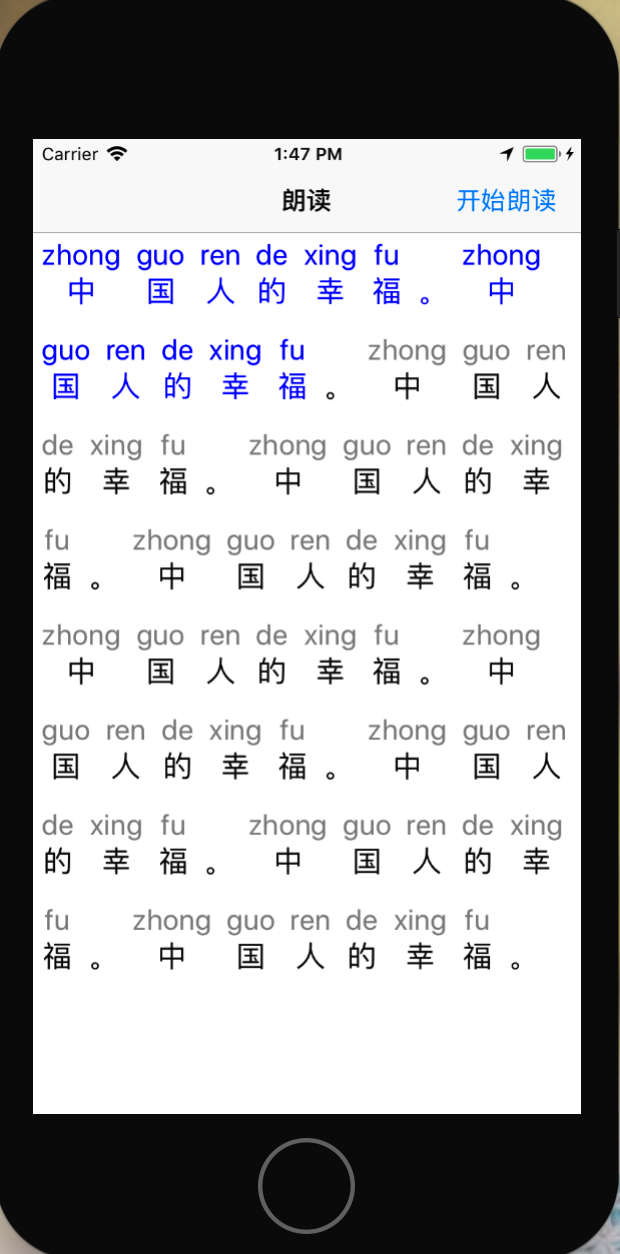 Carrier 1:47 PM
朗读 开始朗读
zhong guo ren de xing fu zhong
中 国 人 的 幸 福 。 中
guo ren de xing fu zhong guo ren
国 人 的 幸 福 。 中 国 人
de xing fu zhong guo ren de xing
的 幸 福 。 中 国 人 的 幸
fu zhong guo ren de xing fu
福 。 中 国 人 的 幸 福 。
zhong guo ren de xing fu zhong
中 国 人 的 幸 福 。 中
guo ren de xing fu zhong guo ren
国 人 的 幸 福 。 中 国 人
de xing fu zhong guo ren de xing
的 幸 福 。 中 国 人 的 幸
fu zhong guo ren de xing fu
福 。 中 国 人 的 幸 福 。